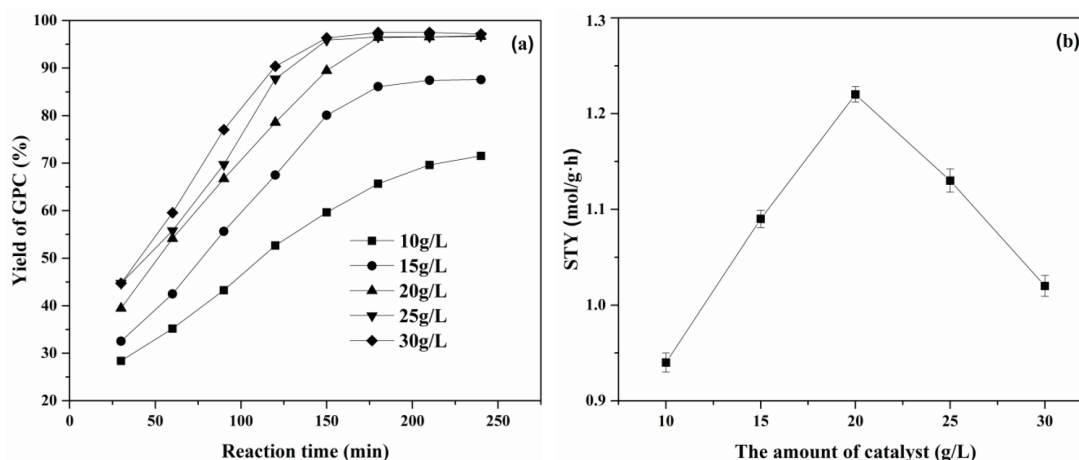 100
90
80
70
60
50
40
30
20
Yield of GPC (%)
(a)
10g/L
15g/L
20g/L
25g/L
30g/L
0 50 100 150 200 250
Reaction time (min)
1.3
1.2
1.1
1.0
0.9
STY (mol/g·h)
(b)
10 15 20 25 30
The amount of catalyst (g/L)